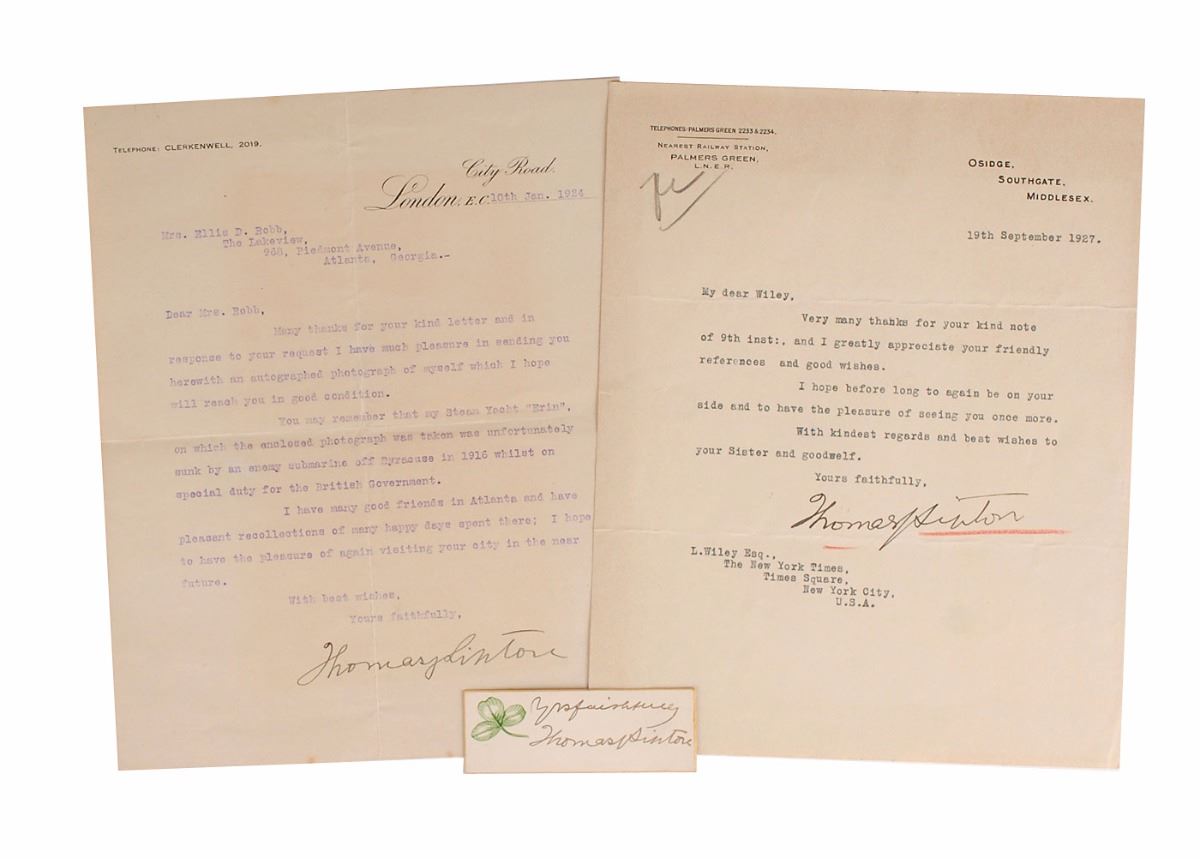 TELEPHONE: CLERKENWELL, 2019.
City Road.
London, E.C. 10th Jan. 1924
Mrs. Ellie D. Robb,
The Lakeview,
268, Piedmont Avenue,
Atlanta, Georgia.-
Dear Mrs. Robb,
Many thanks for your kind letter and in
response to your request I have much pleasure in sending you
herewith an autographed photograph of myself which I hope
will reach you in good condition.
You may remember that my Steam Yacht "Erin",
on which the enclosed photograph was taken was unfortunately
sunk by an enemy submarine off Syracuse in 1916 whilst on
special duty for the British Government.
I have many good friends in Atlanta and have
pleasant recollections of many happy days spent there; I hope
to have the pleasure of again visiting your city in the near
future.
With best wishes,
Yours faithfully,
Thomas J Lipton
TELEPHONES: PALMERS GREEN 2233 & 2234.
NEAREST RAILWAY STATION,
PALMERS GREEN,
L.N.E.R.
OSIDGE,
SOUTHGATE,
MIDDLESEX.
19th September 1927.
My dear Wiley,
Very many thanks for your kind note
of 9th inst:, and I greatly appreciate your friendly
references and good wishes.
I hope before long to again be on your
side and to have the pleasure of seeing you once more.
With kindest regards and best wishes to
your Sister and goodself.
Yours faithfully,
Thomas J Lipton
L.Wiley Esq.,
The New York Times,
Times Square,
New York City,
U.S.A.
Yrs faithfully
Thomas J Lipton